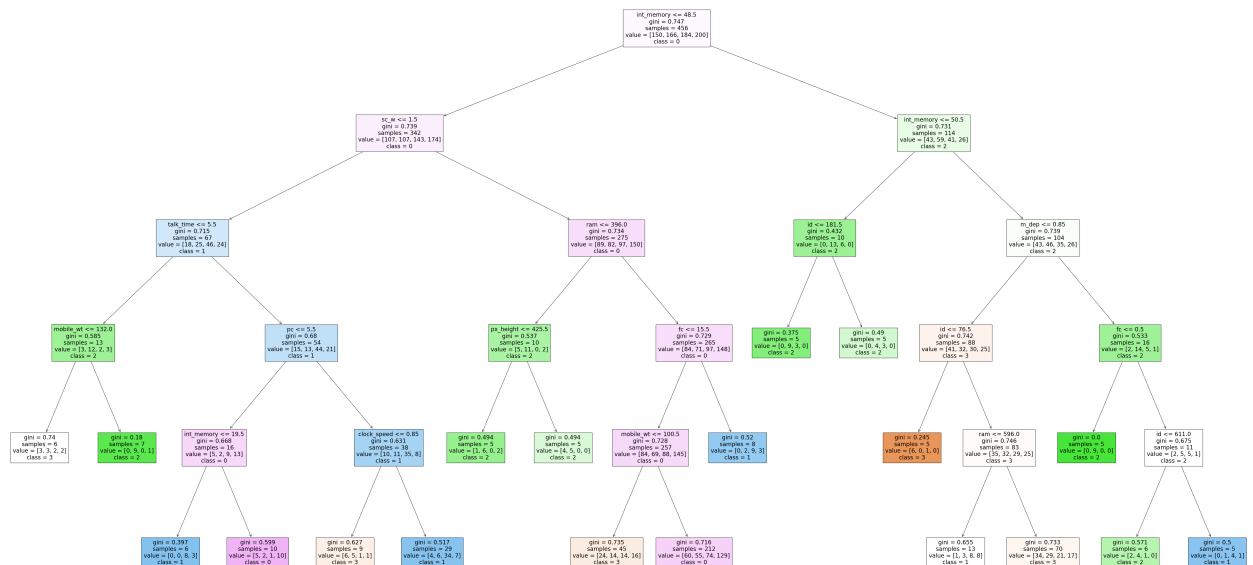 int_memory <= 48.5
gini = 0.747
samples = 456
value = [150, 166, 184, 200]
class = 0
sc_w <= 1.5
gini = 0.739
samples = 342
value = [107, 107, 143, 174]
class = 0
int_memory <= 50.5
gini = 0.731
samples = 114
value = [43, 59, 41, 26]
class = 2
talk_time <= 5.5
gini = 0.715
samples = 67
value = [18, 25, 46, 24]
class = 1
ram <= 396.0
gini = 0.734
samples = 275
value = [89, 82, 97, 150]
class = 0
id <= 181.5
gini = 0.432
samples = 10
value = [0, 13, 6, 0]
class = 2
m_dep <= 0.85
gini = 0.739
samples = 104
value = [43, 46, 35, 26]
class = 2
mobile_wt <= 132.0
gini = 0.585
samples = 13
value = [3, 12, 2, 3]
class = 2
pc <= 5.5
gini = 0.68
samples = 54
value = [15, 13, 44, 21]
class = 1
px_height <= 425.5
gini = 0.537
samples = 10
value = [5, 11, 0, 2]
class = 2
fc <= 15.5
gini = 0.729
samples = 265
value = [84, 71, 97, 148]
class = 0
gini = 0.375
samples = 5
value = [0, 9, 3, 0]
class = 2
gini = 0.49
samples = 5
value = [0, 4, 3, 0]
class = 2
id <= 76.5
gini = 0.742
samples = 88
value = [41, 32, 30, 25]
class = 3
fc <= 0.5
gini = 0.533
samples = 16
value = [2, 14, 5, 1]
class = 2
gini = 0.74
samples = 6
value = [3, 3, 2, 2]
class = 3
gini = 0.18
samples = 7
value = [0, 9, 0, 1]
class = 2
int_memory <= 19.5
gini = 0.668
samples = 16
value = [5, 2, 9, 13]
class = 0
clock_speed <= 0.85
gini = 0.631
samples = 38
value = [10, 11, 35, 8]
class = 1
gini = 0.494
samples = 5
value = [1, 6, 0, 2]
class = 2
gini = 0.494
samples = 5
value = [4, 5, 0, 0]
class = 2
mobile_wt <= 100.5
gini = 0.728
samples = 257
value = [84, 69, 88, 145]
class = 0
gini = 0.52
samples = 8
value = [0, 2, 9, 3]
class = 1
gini = 0.245
samples = 5
value = [6, 0, 1, 0]
class = 3
ram <= 596.0
gini = 0.746
samples = 83
value = [35, 32, 29, 25]
class = 3
gini = 0.0
samples = 5
value = [0, 9, 0, 0]
class = 2
id <= 611.0
gini = 0.675
samples = 11
value = [2, 5, 5, 1]
class = 2
gini = 0.397
samples = 6
value = [0, 0, 8, 3]
class = 1
gini = 0.599
samples = 10
value = [5, 2, 1, 10]
class = 0
gini = 0.627
samples = 9
value = [6, 5, 1, 1]
class = 3
gini = 0.517
samples = 29
value = [4, 6, 34, 7]
class = 1
gini = 0.735
samples = 45
value = [24, 14, 14, 16]
class = 3
gini = 0.716
samples = 212
value = [60, 55, 74, 129]
class = 0
gini = 0.655
samples = 13
value = [1, 3, 8, 8]
class = 1
gini = 0.733
samples = 70
value = [34, 29, 21, 17]
class = 3
gini = 0.571
samples = 6
value = [2, 4, 1, 0]
class = 2
gini = 0.5
samples = 5
value = [0, 1, 4, 1]
class = 1